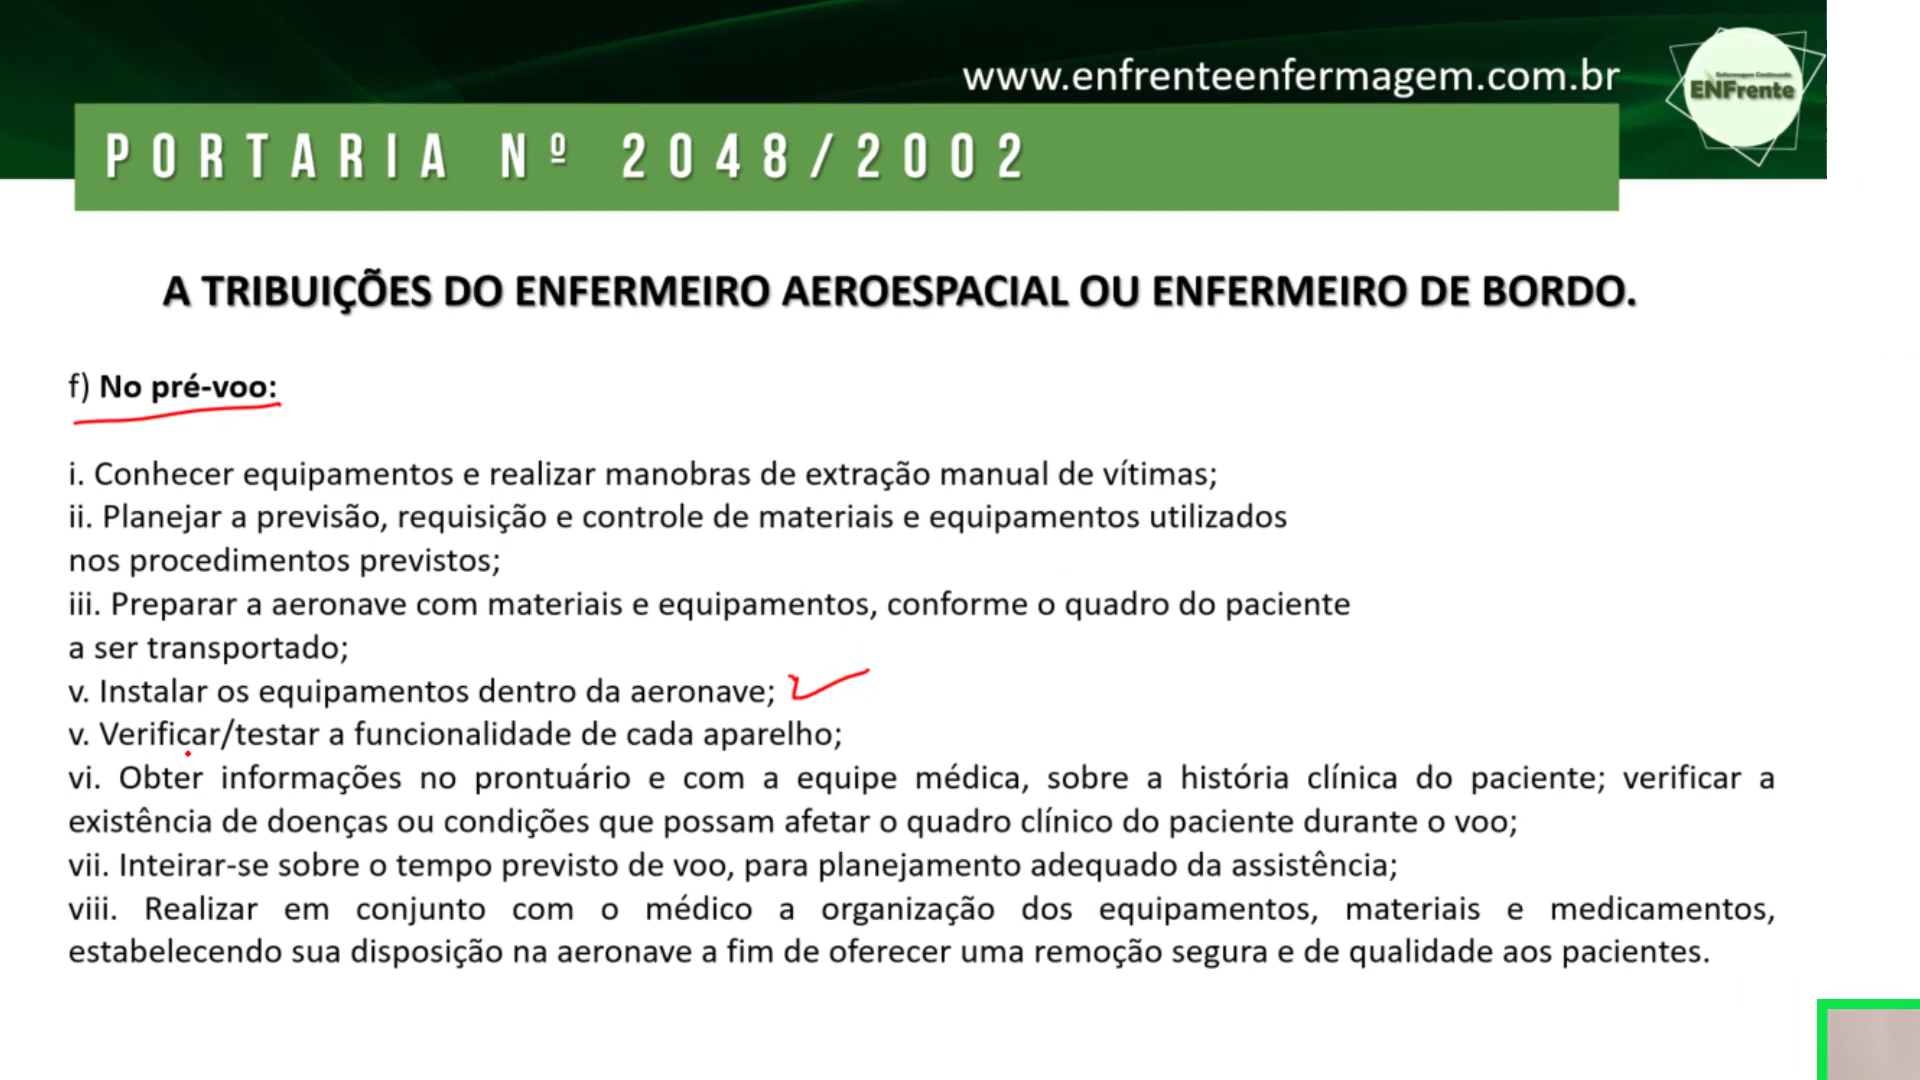 www.enfrenteenfermagem.com.br
Enfermagem Continuada
ENFrente
PORTARIA Nº 2048/2002
A TRIBUIÇÕES DO ENFERMEIRO AEROESPACIAL OU ENFERMEIRO DE BORDO.
f) No pré-voo:
i. Conhecer equipamentos e realizar manobras de extração manual de vítimas;
ii. Planejar a previsão, requisição e controle de materiais e equipamentos utilizados
nos procedimentos previstos;
iii. Preparar a aeronave com materiais e equipamentos, conforme o quadro do paciente
a ser transportado;
v. Instalar os equipamentos dentro da aeronave;
v. Verificar/testar a funcionalidade de cada aparelho;
vi. Obter informações no prontuário e com a equipe médica, sobre a história clínica do paciente; verificar a
existência de doenças ou condições que possam afetar o quadro clínico do paciente durante o voo;
vii. Inteirar-se sobre o tempo previsto de voo, para planejamento adequado da assistência;
viii. Realizar em conjunto com o médico a organização dos equipamentos, materiais e medicamentos,
estabelecendo sua disposição na aeronave a fim de oferecer uma remoção segura e de qualidade aos pacientes.